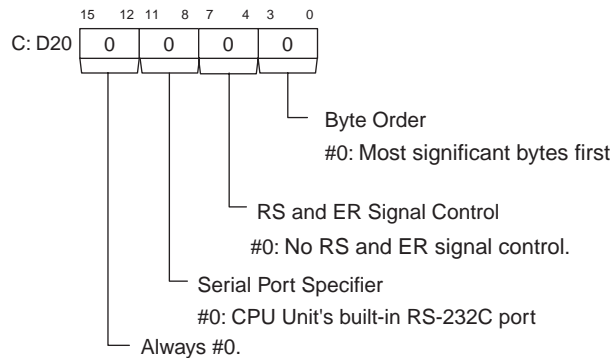 15 12 11 8 7 4 3 0
C: D20 0 0 0 0
Byte Order
#0: Most significant bytes first
RS and ER Signal Control
#0: No RS and ER signal control.
Serial Port Specifier
#0: CPU Unit's built-in RS-232C port
Always #0.